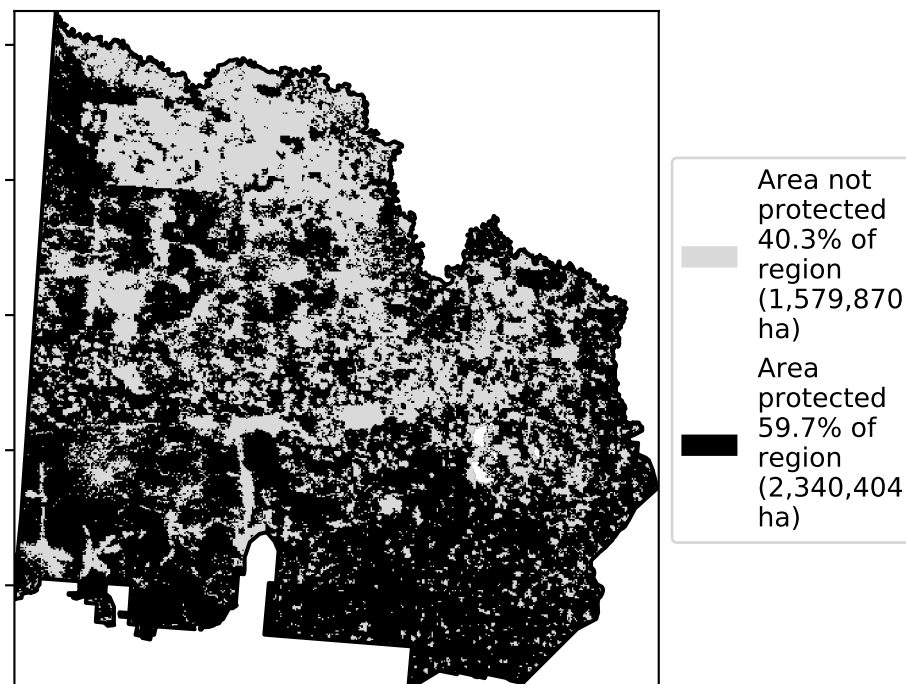 Area not
protected
40.3% of
region
(1,579,870
ha)
Area
protected
59.7% of
region
(2,340,404
ha)